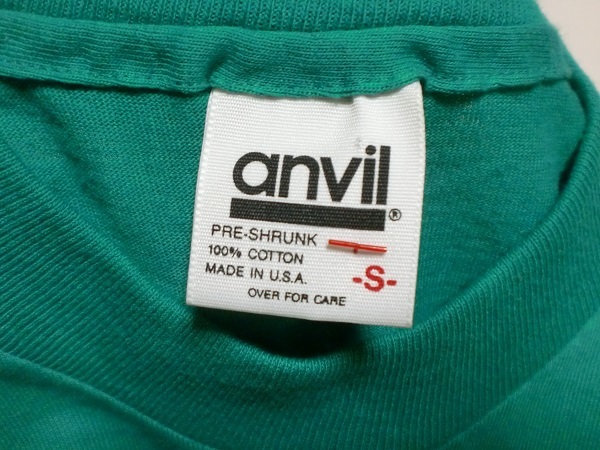 anvil®
PRE-SHRUNK
100% COTTON
MADE IN U.S.A.
-S-
OVER FOR CARE